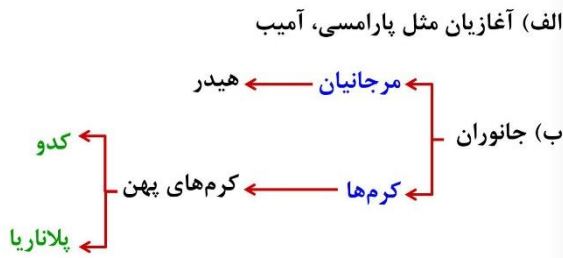 الف) آغازیان مثل پارامسی، آمیب
مرجانیان
هیدر
ب) جانوران
کدو
کرم‌ها
کرم‌های پهن
پلاناریا